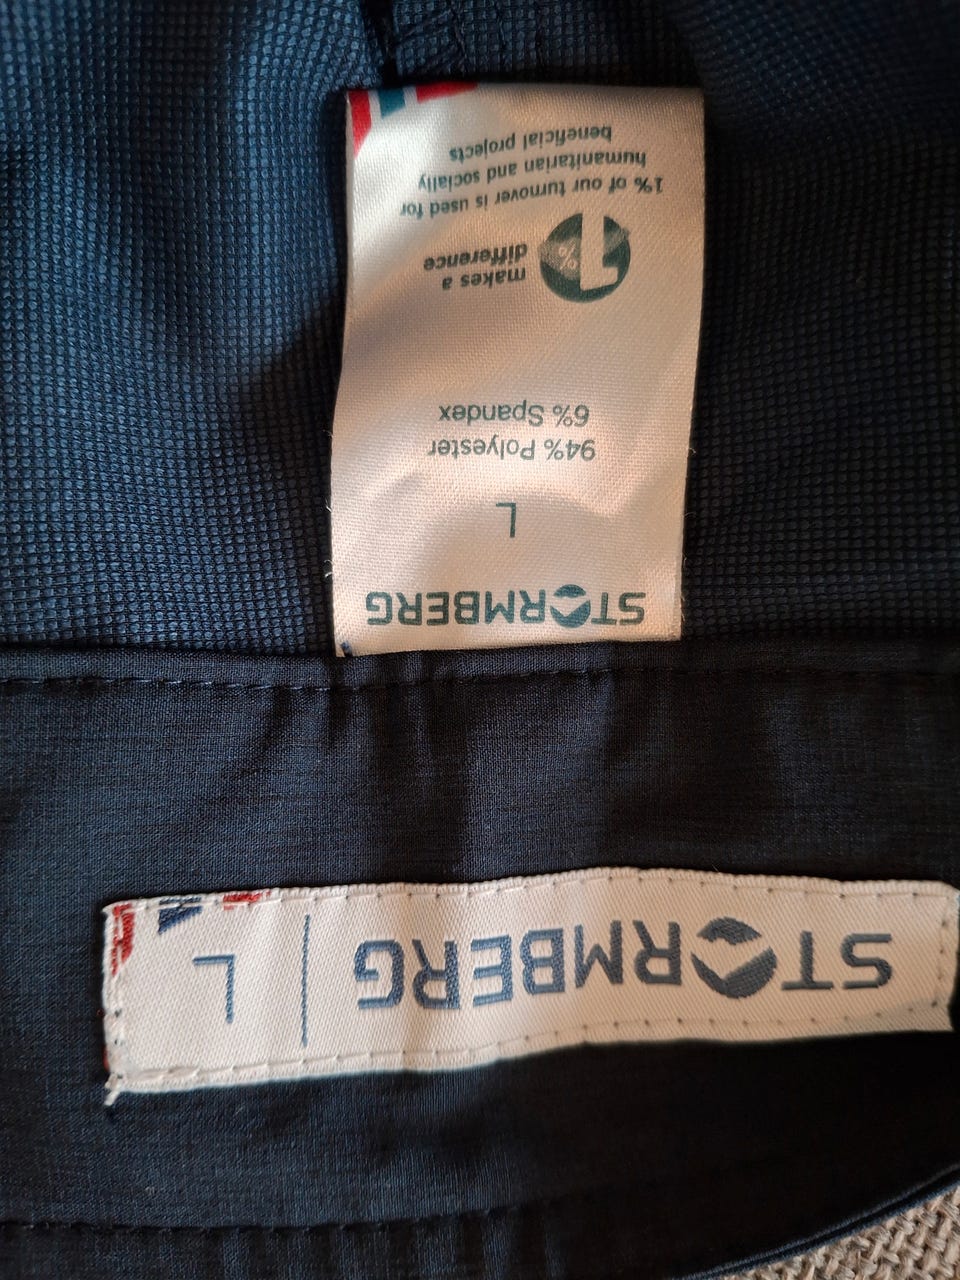 STORMBERG
L
94% Polyester
6% Spandex
makes a
difference
1%
1% of our turnover is used for
humanitarian and socially
beneficial projects
STORMBERG | L